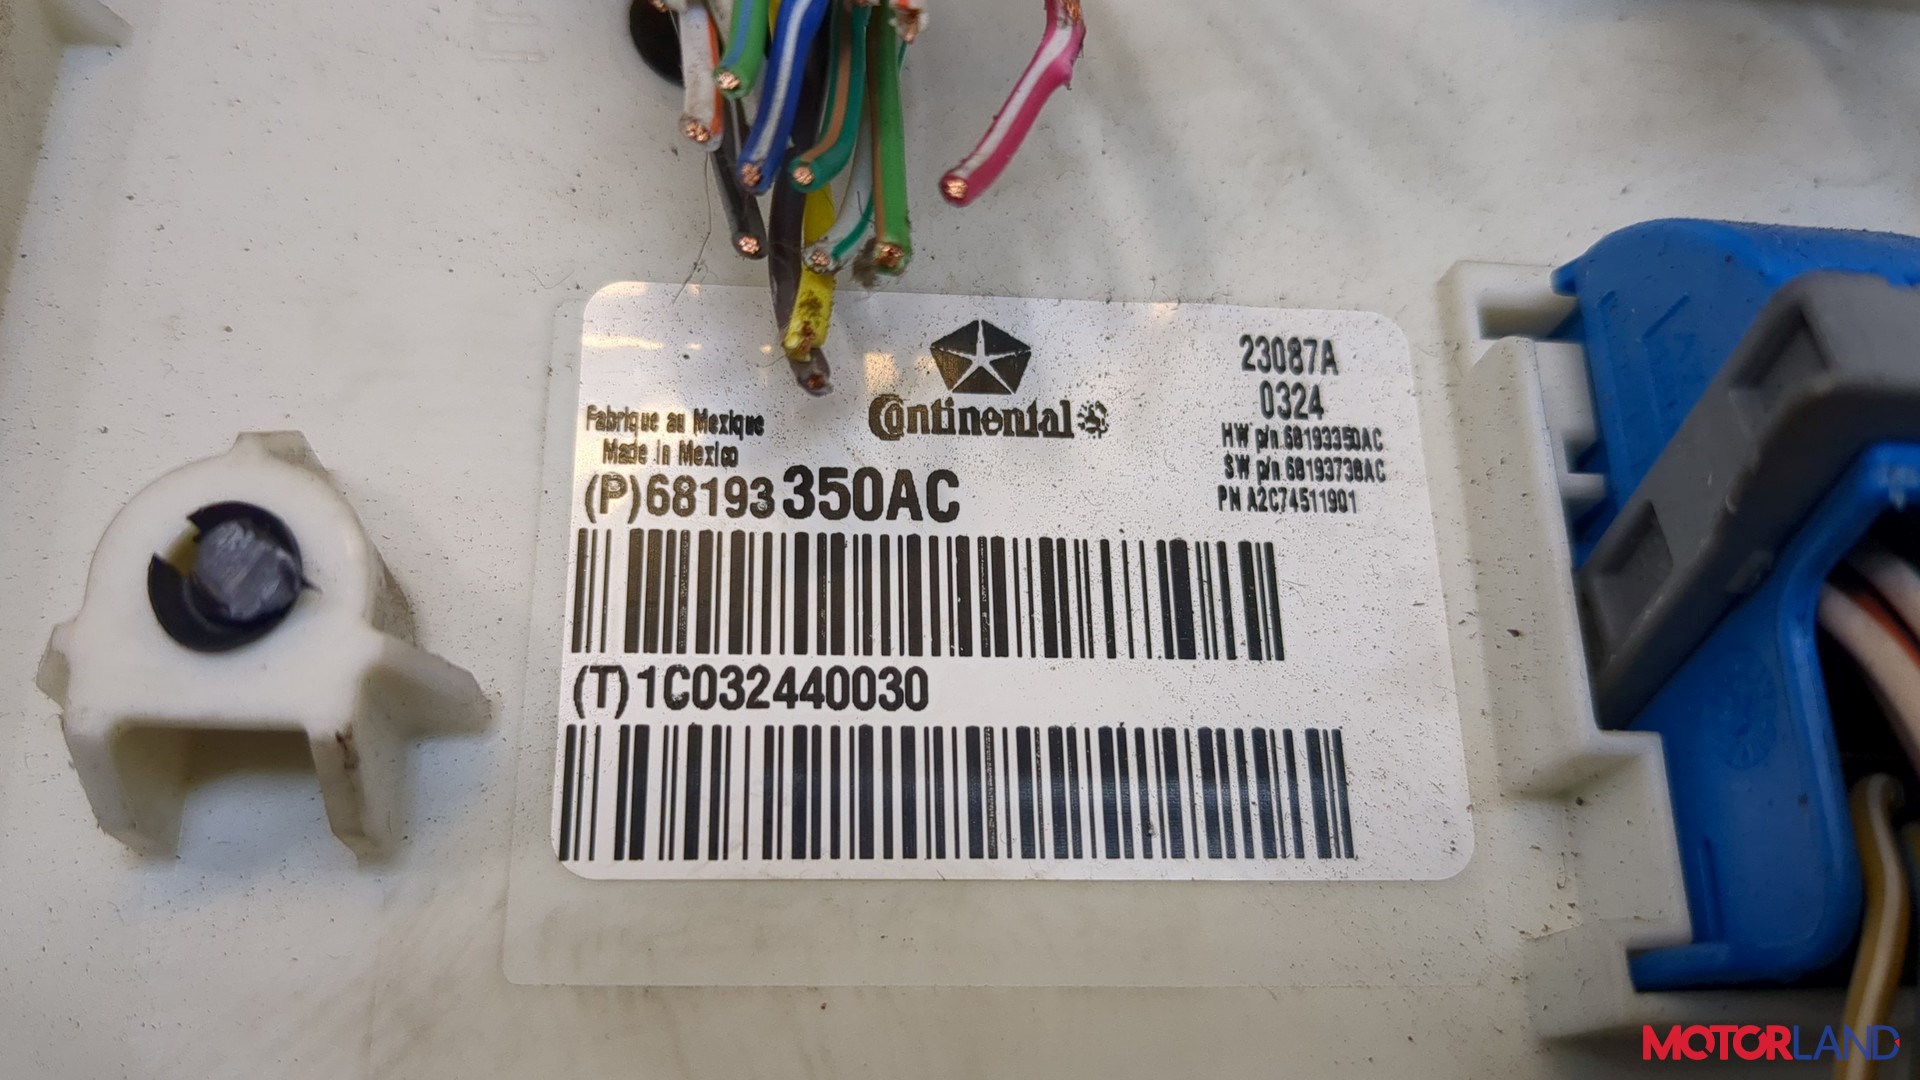 Continental
23087A
0324
Fabrique au Mexique
Made in Mexico
HW p/n 68193350AC
SW p/n 68193738AC
PN A2C74511901
(P)68193350AC
(T)1C032440030
MOTORLAND